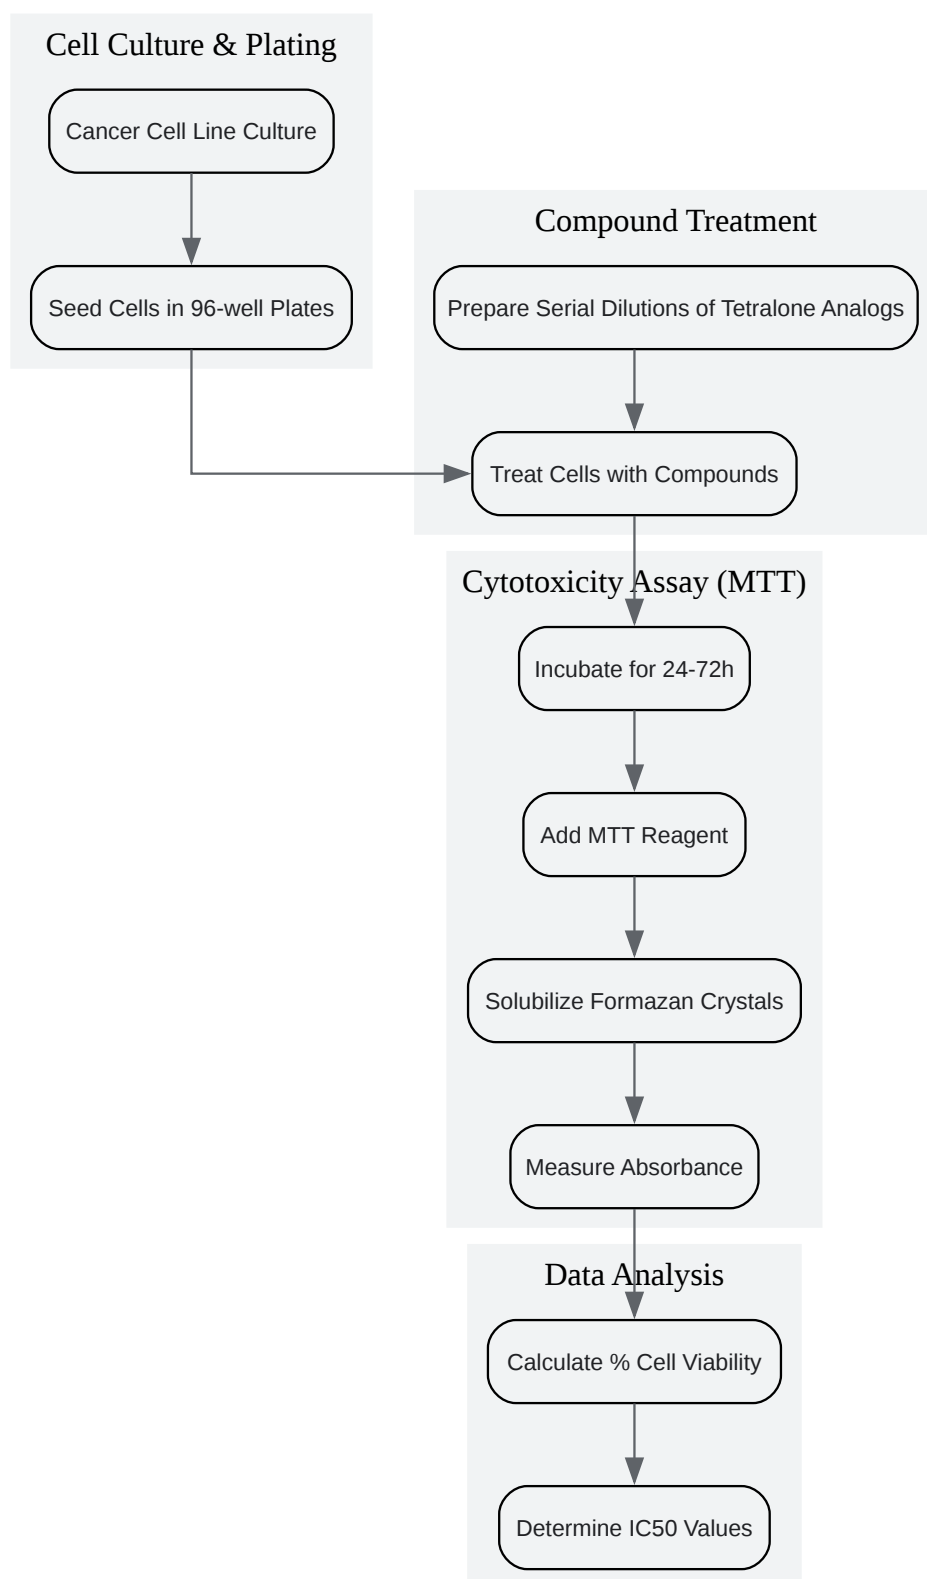 Cell Culture & Plating
Cancer Cell Line Culture
Seed Cells in 96-well Plates
Compound Treatment
Prepare Serial Dilutions of Tetralone Analogs
Treat Cells with Compounds
Cytotoxicity Assay (MTT)
Incubate for 24-72h
Add MTT Reagent
Solubilize Formazan Crystals
Measure Absorbance
Data Analysis
Calculate % Cell Viability
Determine IC50 Values